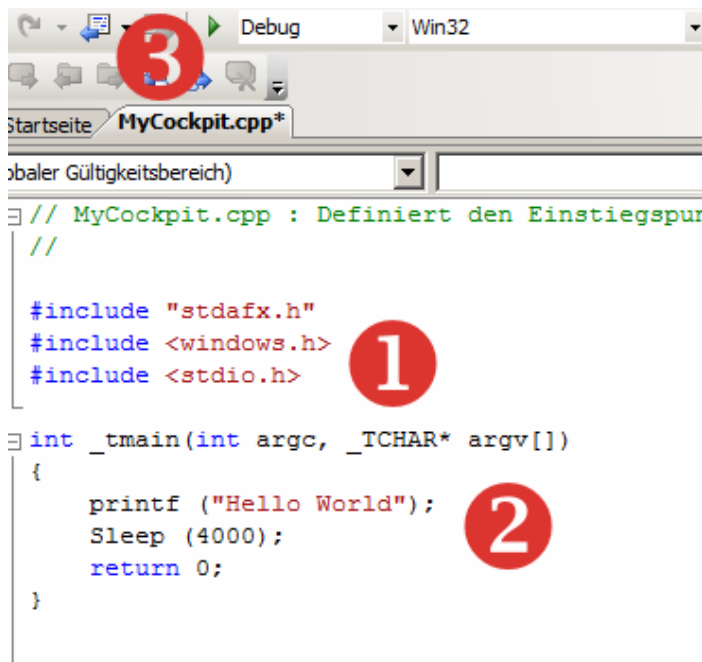 Debug Win32
3
Startseite MyCockpit.cpp*
obaler Gültigkeitsbereich)
// MyCockpit.cpp : Definiert den Einstiegspun
//
#include "stdafx.h"
#include <windows.h>
1
#include <stdio.h>
int _tmain(int argc, _TCHAR* argv[])
{
printf ("Hello World");
2
Sleep (4000);
return 0;
}